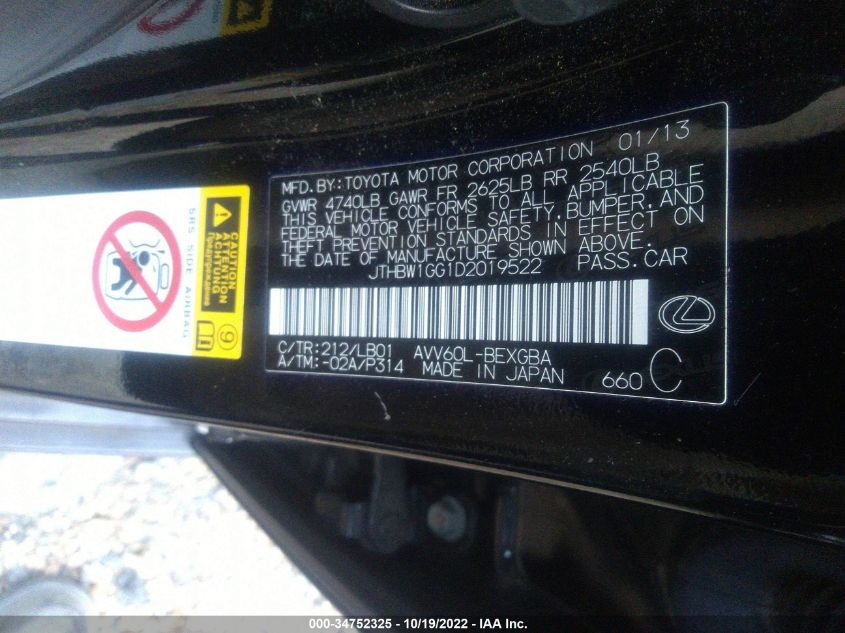 MFD.BY:TOYOTA MOTOR CORPORATION 01/13
GVWR 4740LB GAWR FR 2625LB RR 2540LB
THIS VEHICLE CONFORMS TO ALL APPLICABLE
FEDERAL MOTOR VEHICLE SAFETY,BUMPER,AND
THEFT PREVENTION STANDARDS IN EFFECT ON
THE DATE OF MANUFACTURE SHOWN ABOVE.
JTHBW1GG1D2019522 PASS.CAR
C/TR:212/LB01 AVV60L-BEXGBA
A/TM:-02A/P314 MADE IN JAPAN 660 C
SRS SIDE AIRBAG
CAUTION
ATTENTION
ACHTUNG
Предупреждение
9
000-34752325 - 10/19/2022 - IAA Inc.